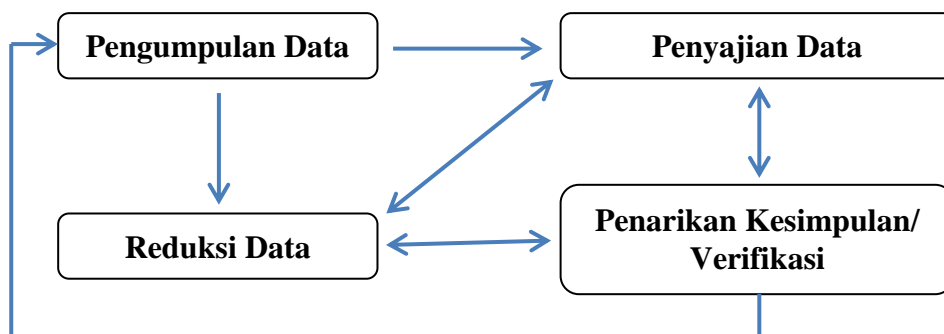 Pengumpulan Data
Penyajian Data
Reduksi Data
Penarikan Kesimpulan/
Verifikasi